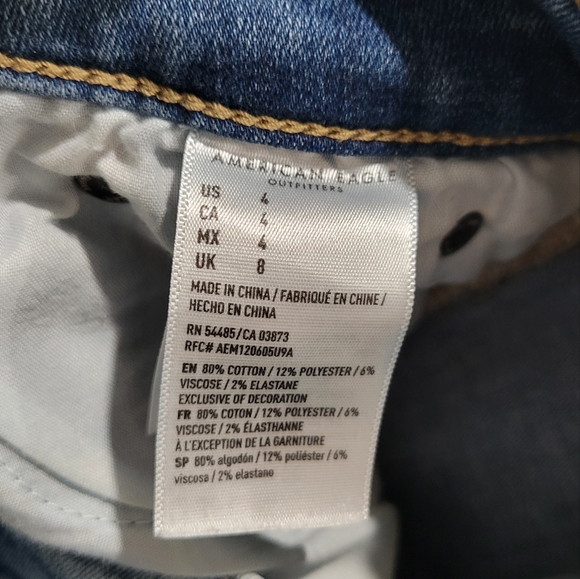 AMERICAN EAGLE
OUTFITTERS
US 4
CA 4
MX 4
UK 8
MADE IN CHINA / FABRIQUÉ EN CHINE /
HECHO EN CHINA
RN 54485/CA 03873
RFC# AEM120605U9A
EN 80% COTTON / 12% POLYESTER / 6%
VISCOSE / 2% ELASTANE
EXCLUSIVE OF DECORATION
FR 80% COTON / 12% POLYESTER / 6%
VISCOSE / 2% ÉLASTHANNE
À L'EXCEPTION DE LA GARNITURE
SP 80% algodón / 12% poliéster / 6%
viscosa / 2% elastano